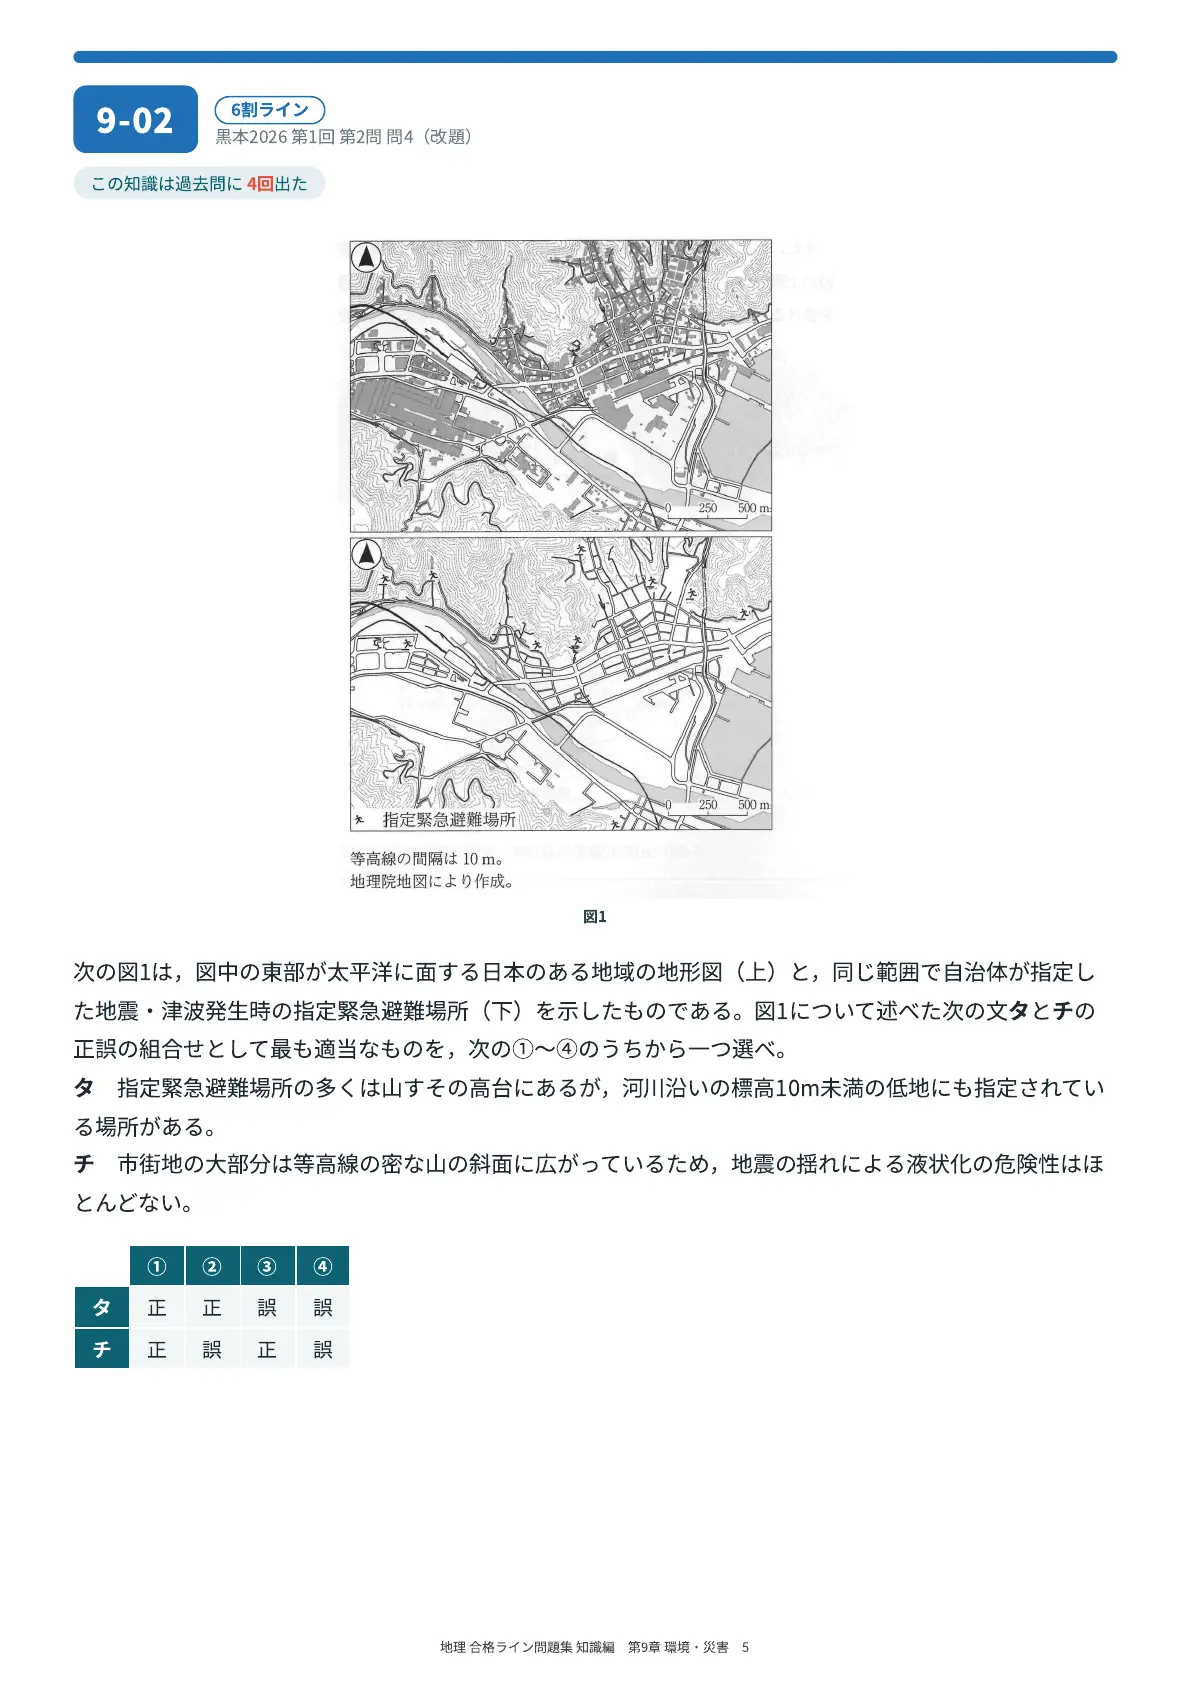 9-02
6割ライン
黒本2026 第1回 第2問 問4（改題）
この知識は過去問に 4回出た
0 250 500 m
0 250 500 m
指定緊急避難場所
等高線の間隔は 10 m。
地理院地図により作成。
図1
次の図1は，図中の東部が太平洋に面する日本のある地域の地形図（上）と，同じ範囲で自治体が指定し
た地震・津波発生時の指定緊急避難場所（下）を示したものである。図1について述べた次の文タとチの
正誤の組合せとして最も適当なものを，次の①～④のうちから一つ選べ。
タ　指定緊急避難場所の多くは山すその高台にあるが，河川沿いの標高10m未満の低地にも指定されてい
る場所がある。
チ　市街地の大部分は等高線の密な山の斜面に広がっているため，地震の揺れによる液状化の危険性はほ
とんどない。
① ② ③ ④
タ 正 正 誤 誤
チ 正 誤 正 誤
地理 合格ライン問題集 知識編　第9章 環境・災害　5